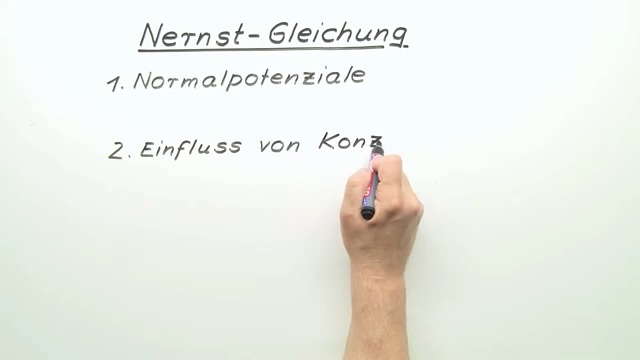 Nernst-Gleichung
1. Normalpotenziale
2. Einfluss von Konz